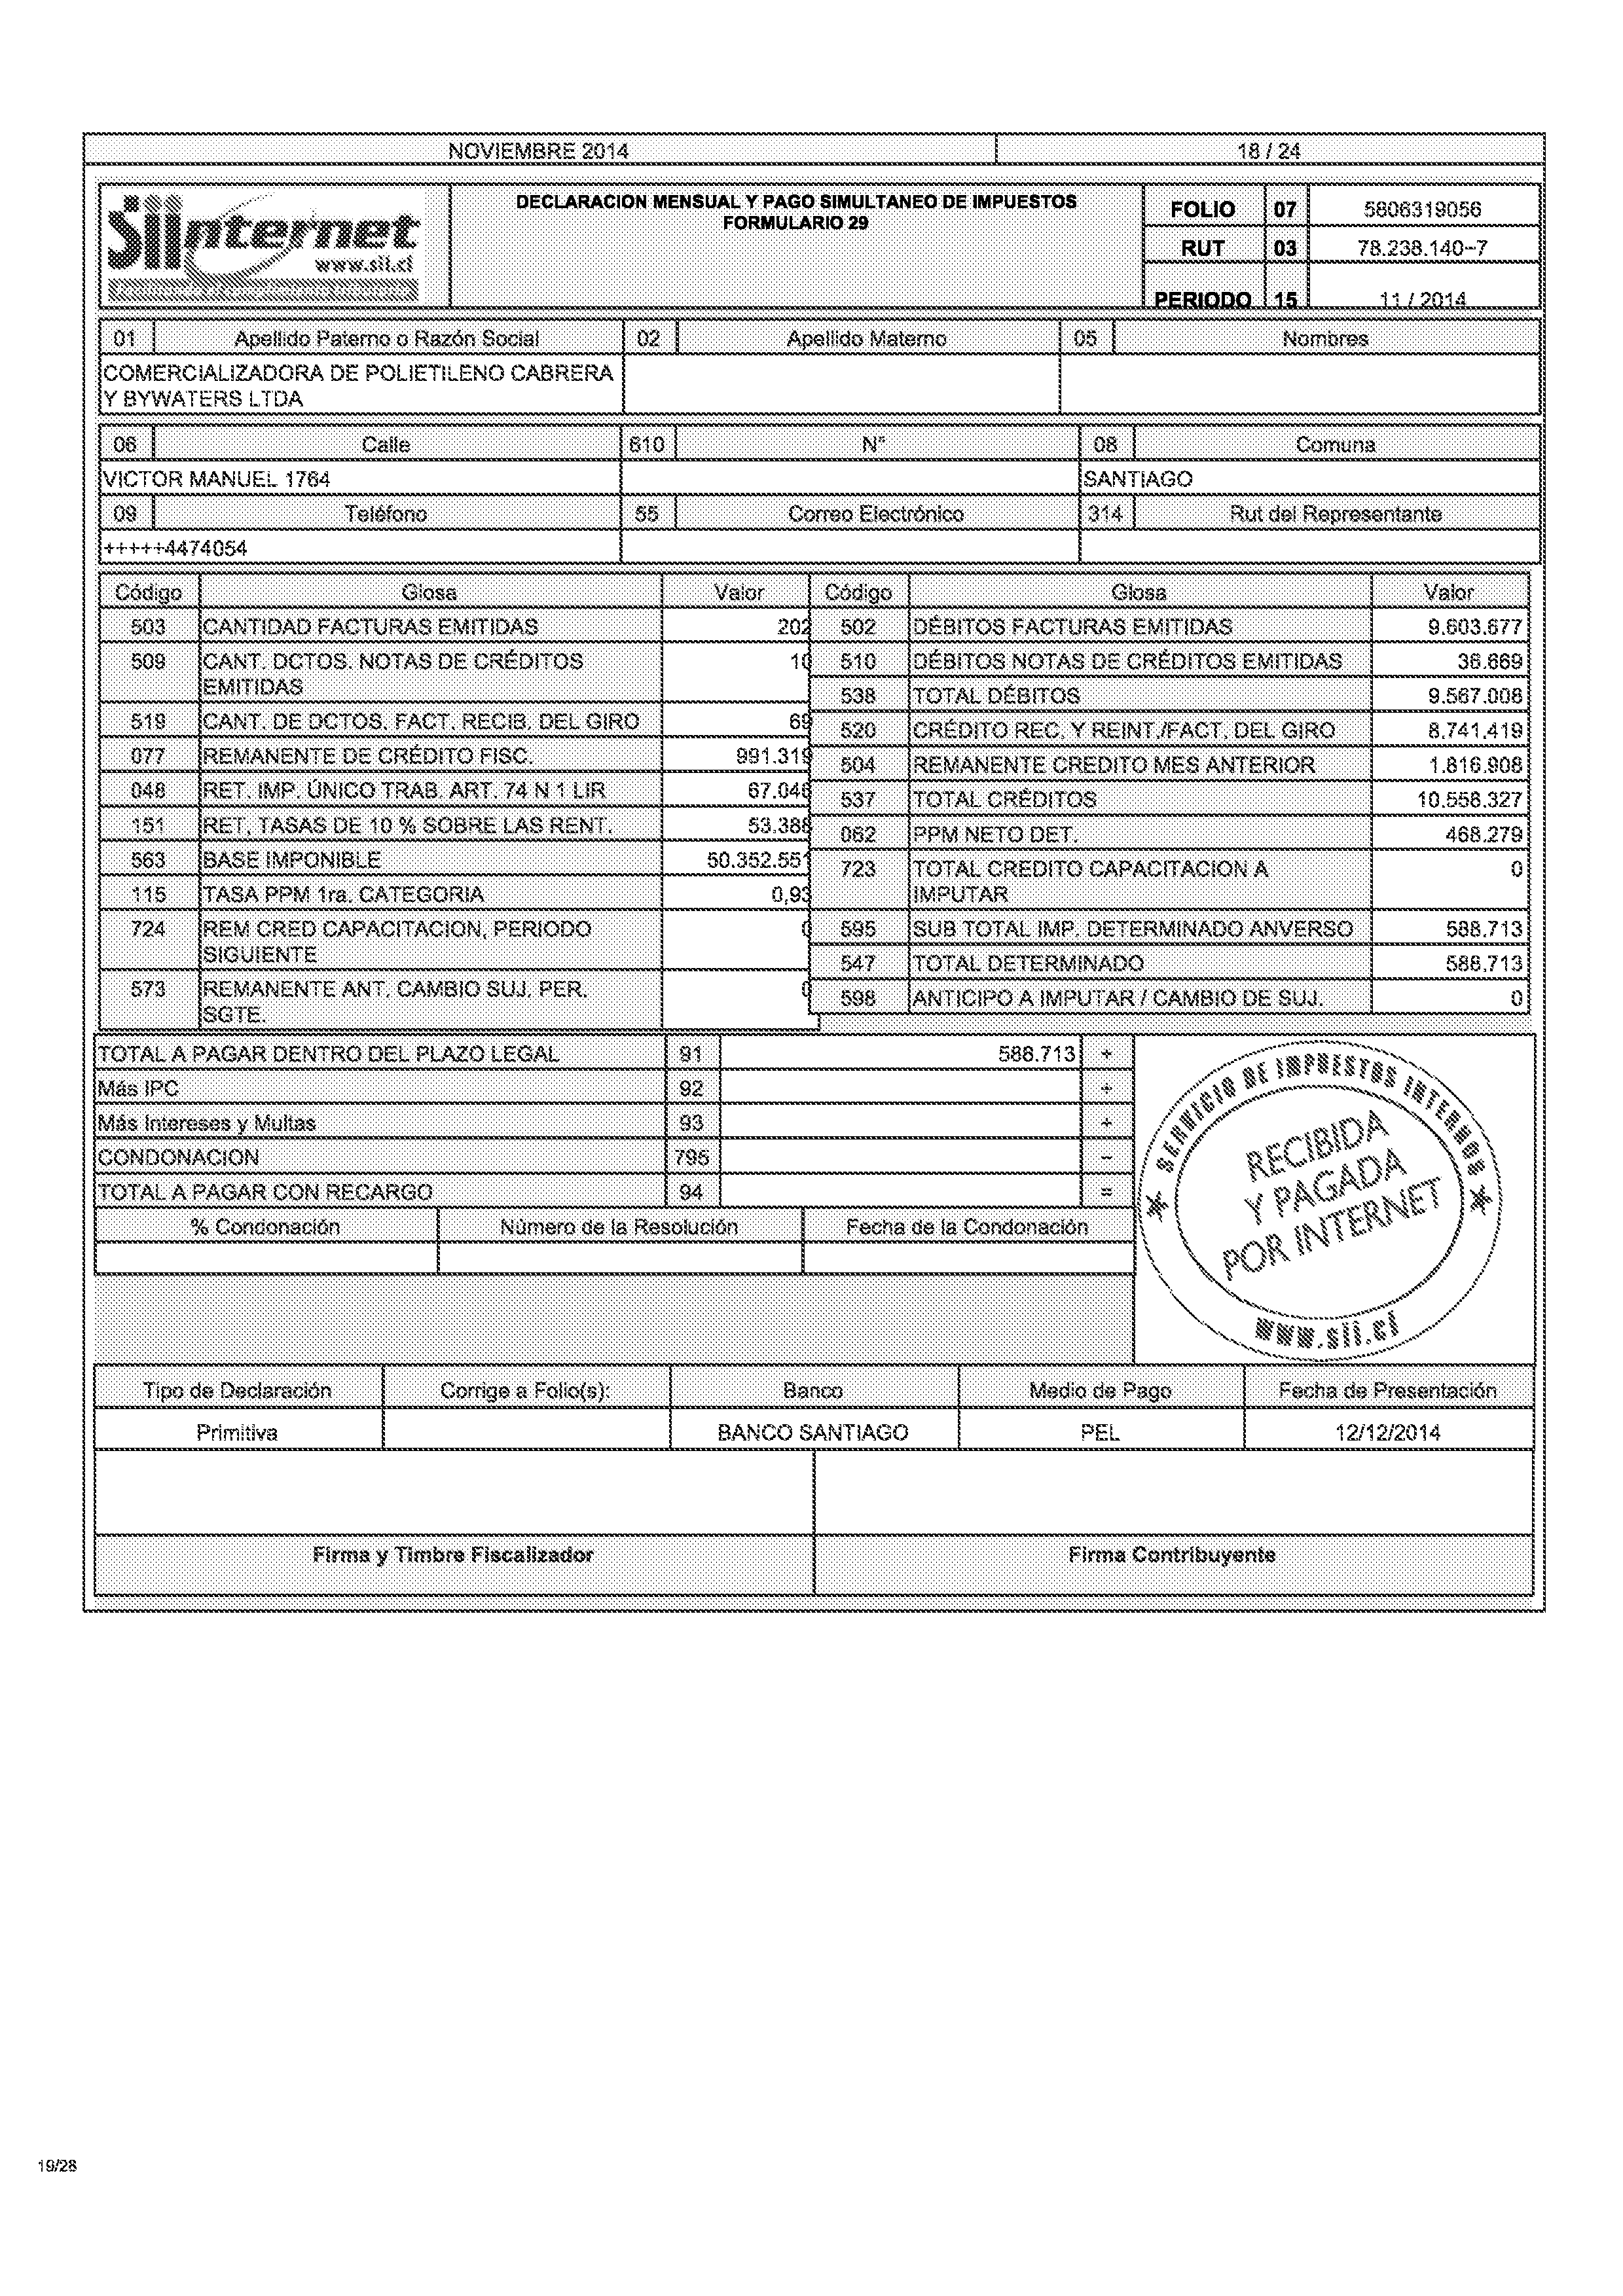 NOVIEMBRE 2014 18 / 24
SIInternet
www.sii.cl
DECLARACION MENSUAL Y PAGO SIMULTANEO DE IMPUESTOS
FORMULARIO 29
FOLIO 07 5806319056
RUT 03 78.238.140-7
PERIODO 15 11 / 2014
01 Apellido Paterno o Razón Social 02 Apellido Materno 05 Nombres
COMERCIALIZADORA DE POLIETILENO CABRERA
Y BYWATERS LTDA
06 Calle 610 N° 08 Comuna
VICTOR MANUEL 1764 SANTIAGO
09 Teléfono 55 Correo Electrónico 314 Rut del Representante
+++++4474054
Código Glosa Valor Código Glosa Valor
503 CANTIDAD FACTURAS EMITIDAS 202 502 DÉBITOS FACTURAS EMITIDAS 9.603.677
509 CANT. DCTOS. NOTAS DE CRÉDITOS 10 510 DÉBITOS NOTAS DE CRÉDITOS EMITIDAS 36.669
EMITIDAS
538 TOTAL DÉBITOS 9.567.008
519 CANT. DE DCTOS. FACT. RECIB. DEL GIRO 69 520 CRÉDITO REC. Y REINT./FACT. DEL GIRO 8.741.419
077 REMANENTE DE CRÉDITO FISC. 991.319 504 REMANENTE CREDITO MES ANTERIOR 1.816.908
048 RET. IMP. ÚNICO TRAB. ART. 74 N 1 LIR 67.046 537 TOTAL CRÉDITOS 10.558.327
151 RET, TASAS DE 10 % SOBRE LAS RENT. 53.388 062 PPM NETO DET. 468.279
563 BASE IMPONIBLE 50.352.551 723 TOTAL CREDITO CAPACITACION A 0
IMPUTAR
115 TASA PPM 1ra. CATEGORIA 0,93
724 REM CRED CAPACITACION, PERIODO 0 595 SUB TOTAL IMP. DETERMINADO ANVERSO 588.713
SIGUIENTE
547 TOTAL DETERMINADO 588.713
573 REMANENTE ANT. CAMBIO SUJ. PER. 0 598 ANTICIPO A IMPUTAR / CAMBIO DE SUJ. 0
SGTE.
TOTAL A PAGAR DENTRO DEL PLAZO LEGAL 91 588.713 +
Más IPC 92 +
Más Intereses y Multas 93 +
CONDONACION 795 -
TOTAL A PAGAR CON RECARGO 94 =
% Condonación Número de la Resolución Fecha de la Condonación
SERVICIO DE IMPUESTOS INTERNOS
RECIBIDA
Y PAGADA
POR INTERNET
www.sii.cl
Tipo de Declaración Corrige a Folio(s): Banco Medio de Pago Fecha de Presentación
Primitiva BANCO SANTIAGO PEL 12/12/2014
Firma y Timbre Fiscalizador Firma Contribuyente
19/28